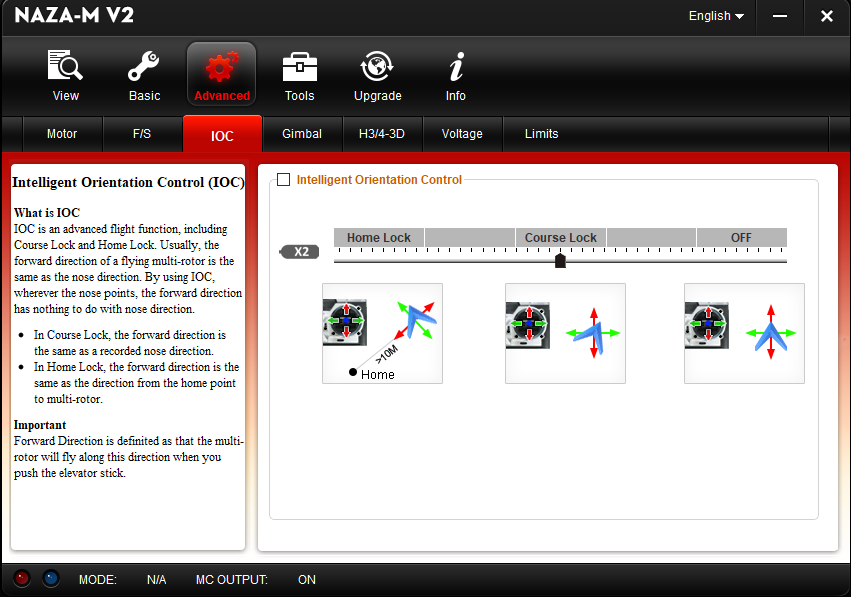 NAZA-M V2
English
View
Basic
Advanced
Tools
Upgrade
Info
Motor
F/S
IOC
Gimbal
H3/4-3D
Voltage
Limits
Intelligent Orientation Control (IOC)
What is IOC
IOC is an advanced flight function, including
Course Lock and Home Lock. Usually, the
forward direction of a flying multi-rotor is the
same as the nose direction. By using IOC,
wherever the nose points, the forward direction
has nothing to do with nose direction.
• In Course Lock, the forward direction is
the same as a recorded nose direction.
• In Home Lock, the forward direction is the
same as the direction from the home point
to multi-rotor.
Important
Forward Direction is definited as that the multi-
rotor will fly along this direction when you
push the elevator stick.
Intelligent Orientation Control
Home Lock
Course Lock
OFF
X2
>10M
Home
MODE:
N/A
MC OUTPUT:
ON